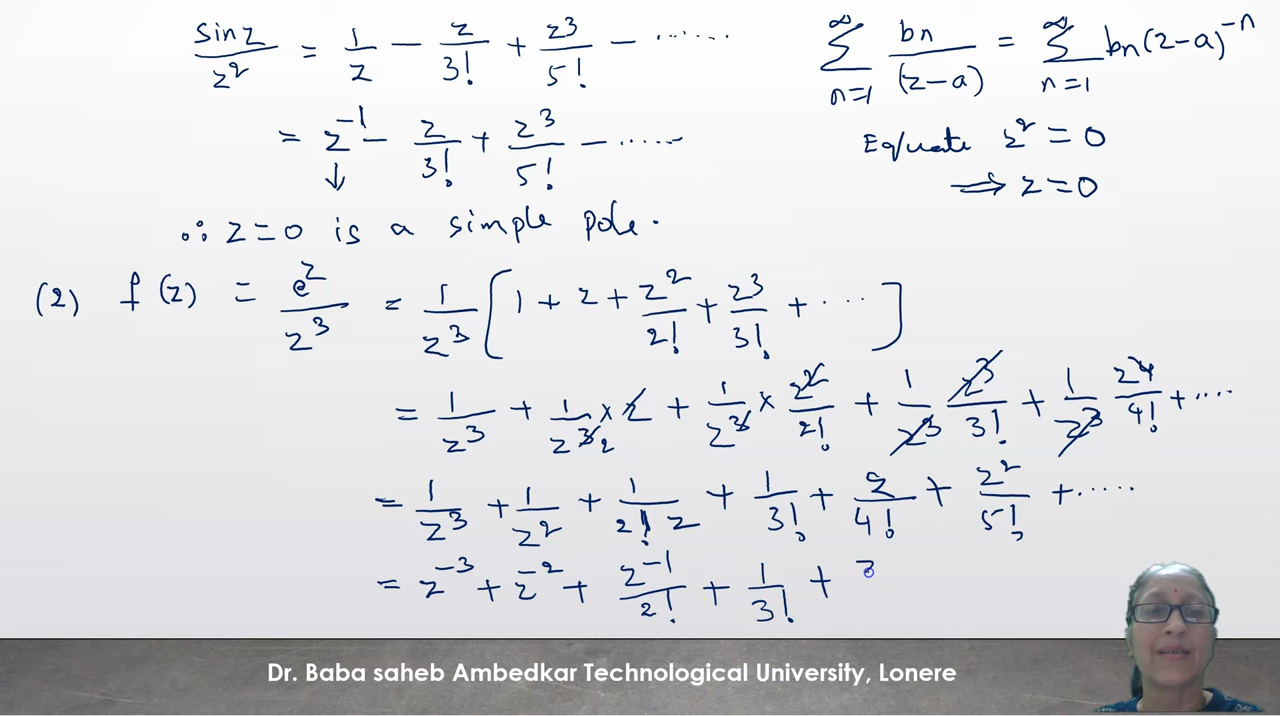 sinz/z² = 1/z − z/3! + z³/5! − ......
∞∑n=1 bn/(z−a) = ∞∑n=1 bn(z−a)⁻ⁿ
= z⁻¹ − z/3! + z³/5! − ......
↓
Equate z² = 0
⟹ z = 0
∴ z = 0 is a simple pole.
(2) f(z) = e^z/z³ = 1/z³ [1 + z + z²/2! + z³/3! + ...]
= 1/z³ + 1/z³ 2 × z + 1/z³ × z²/2! + 1/z³ z³/3! + 1/z³ z⁴/4! + ....
= 1/z³ + 1/z² + 1/2! z + 1/3! + z/4! + z²/5! + .....
= z⁻³ + z⁻² + z⁻¹/2! + 1/3! +
Dr. Baba saheb Ambedkar Technological University, Lonere